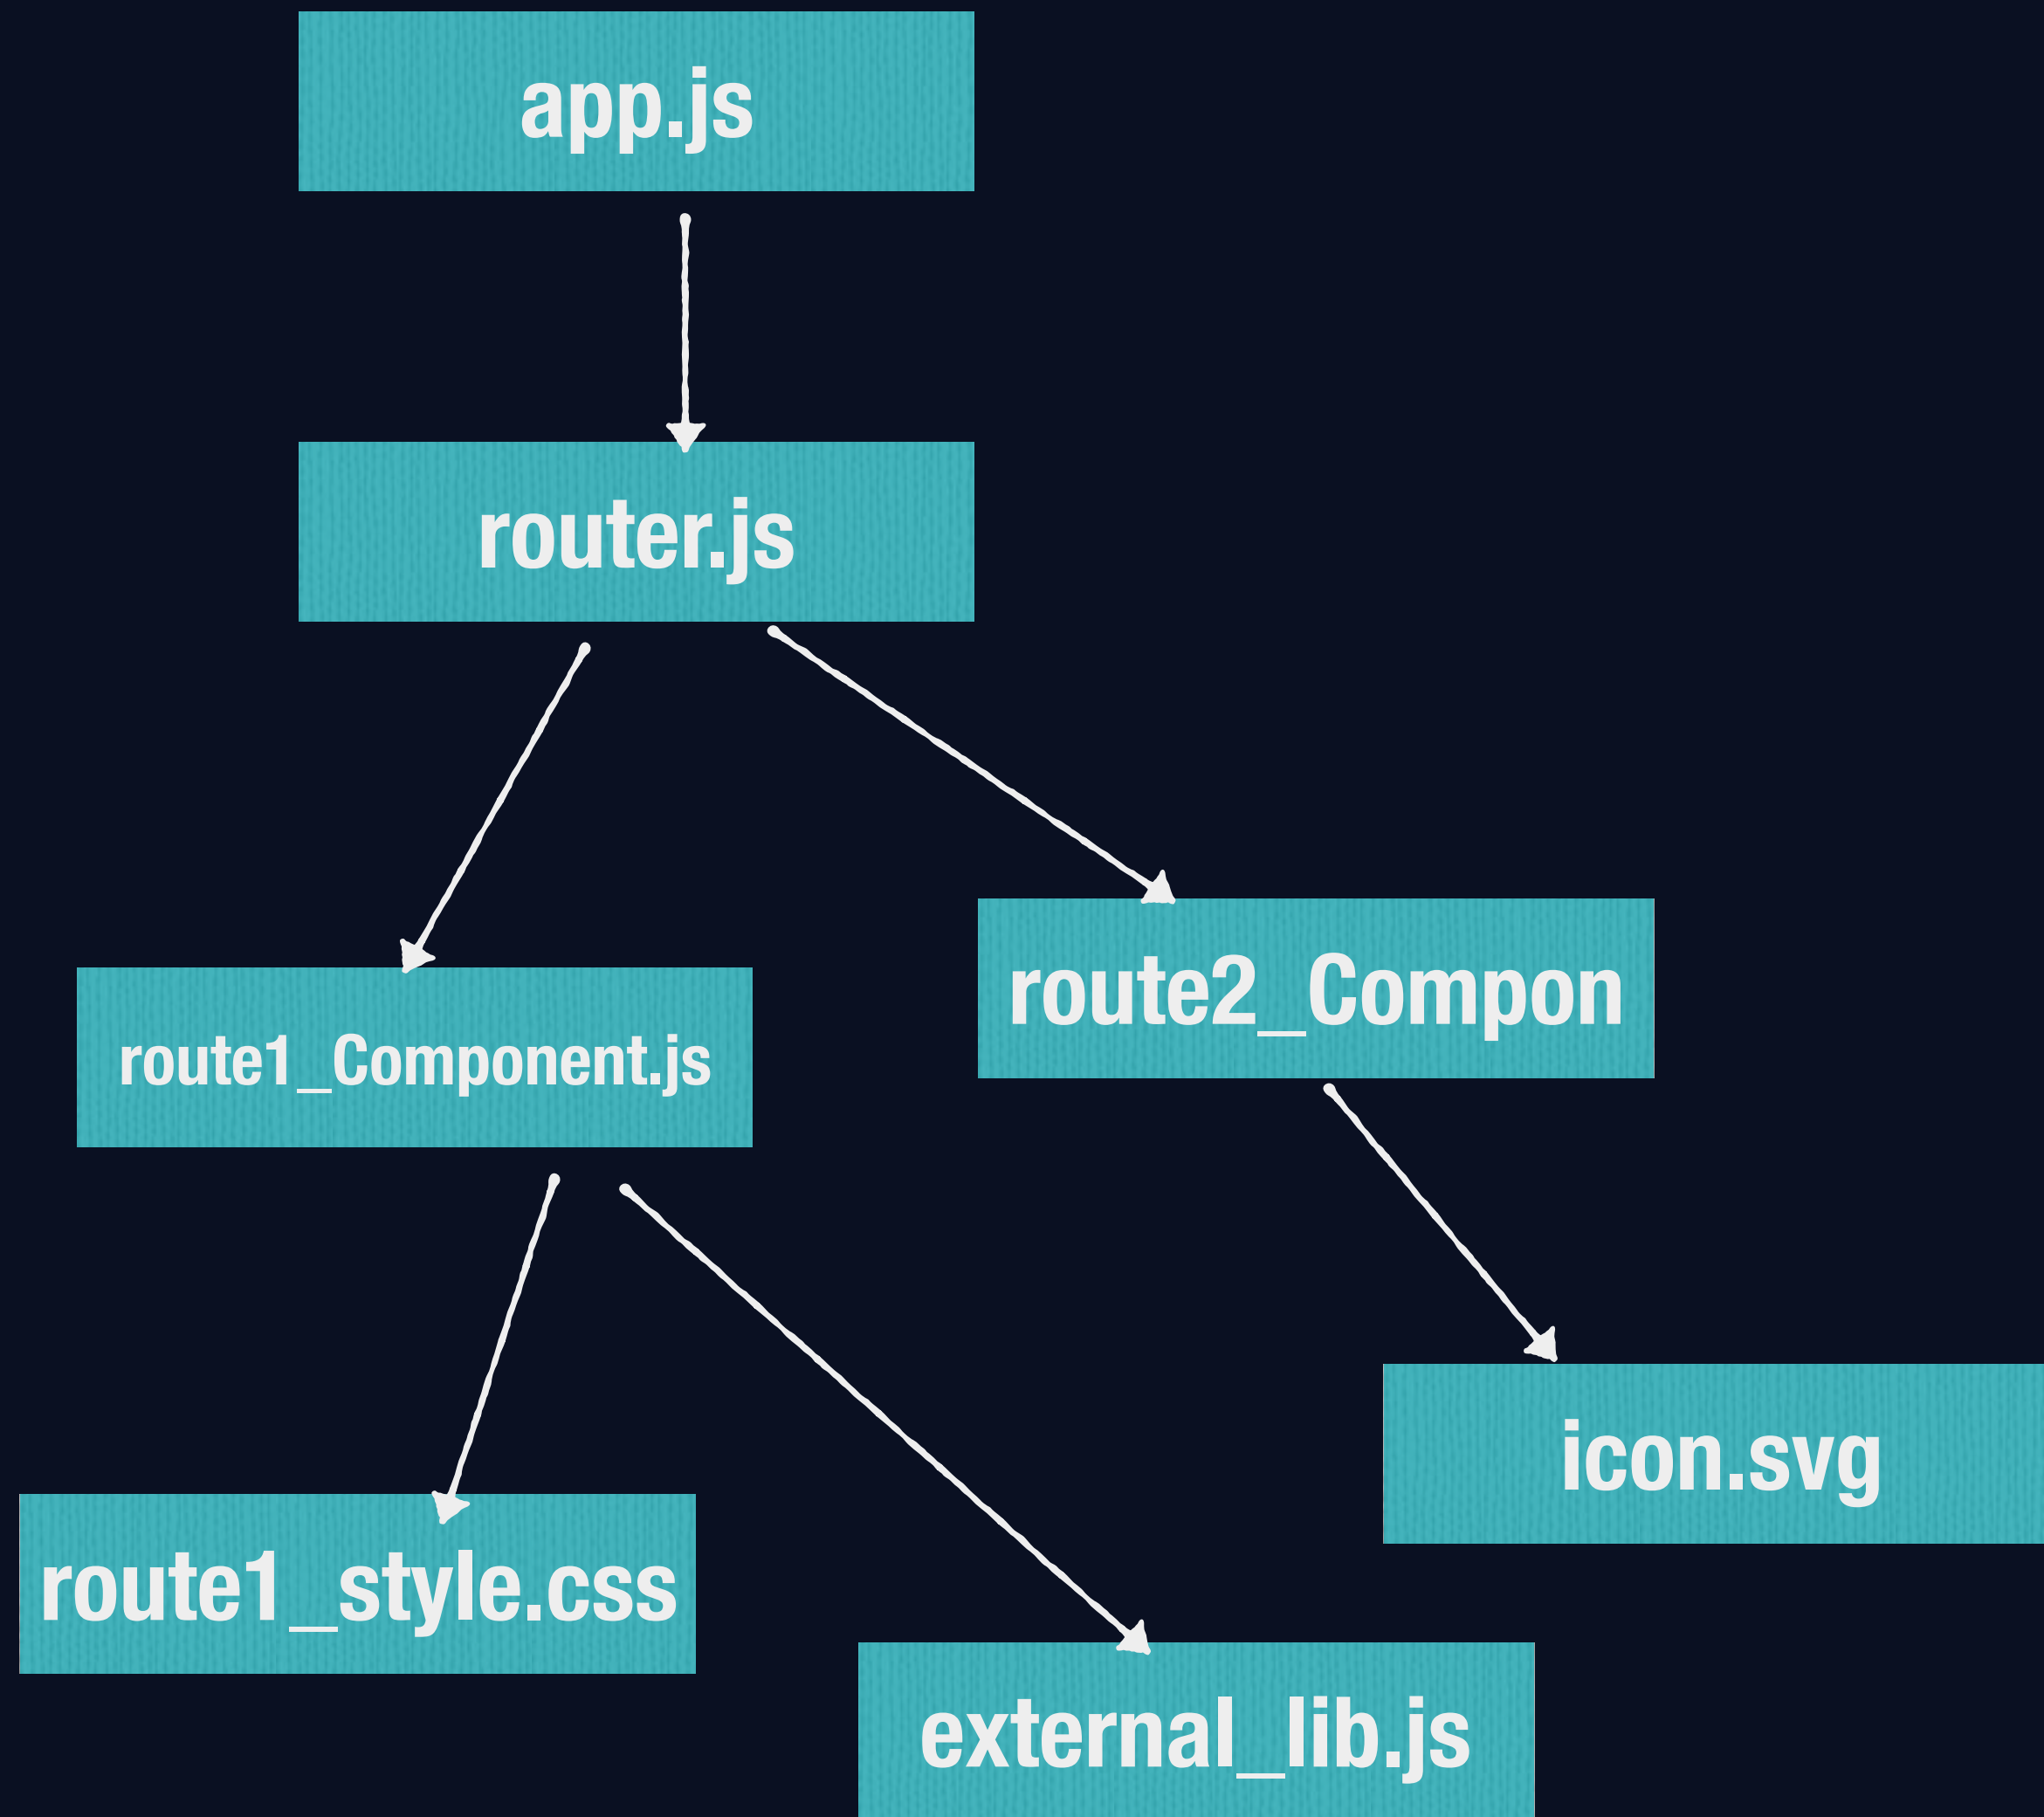 app.js
router.js
route2_Compon
route1_Component.js
icon.svg
route1_style.css
external_lib.js